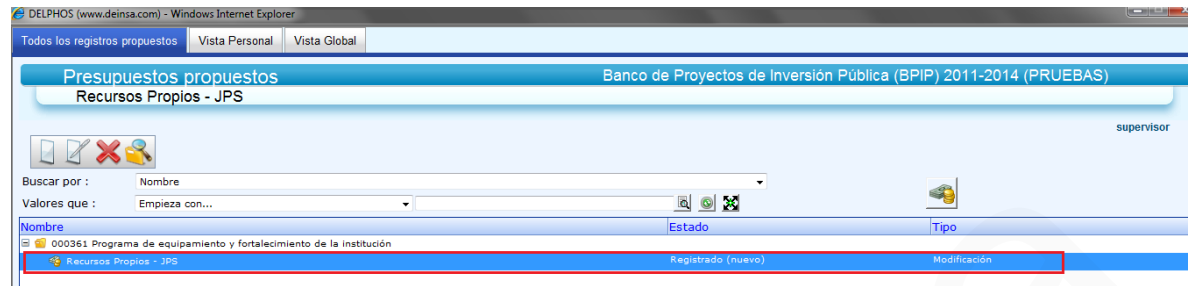 DELPHOS (www.deinsa.com) - Windows Internet Explorer
Todos los registros propuestos Vista Personal Vista Global
Presupuestos propuestos Banco de Proyectos de Inversión Pública (BPIP) 2011-2014 (PRUEBAS)
Recursos Propios - JPS
supervisor
Buscar por : Nombre
Valores que : Empieza con...
Nombre Estado Tipo
000361 Programa de equipamiento y fortalecimiento de la institución
Recursos Propios - JPS Registrado (nuevo) Modificación